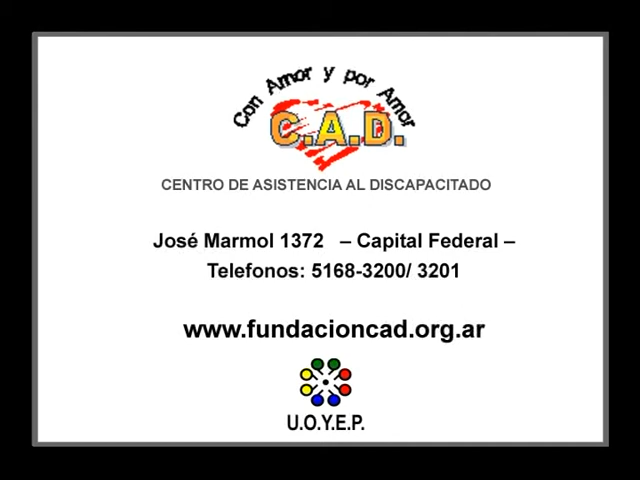 Con Amor y por Amor
C.A.D.
CENTRO DE ASISTENCIA AL DISCAPACITADO
José Marmol 1372 – Capital Federal –
Telefonos: 5168-3200/ 3201
www.fundacioncad.org.ar
U.O.Y.E.P.